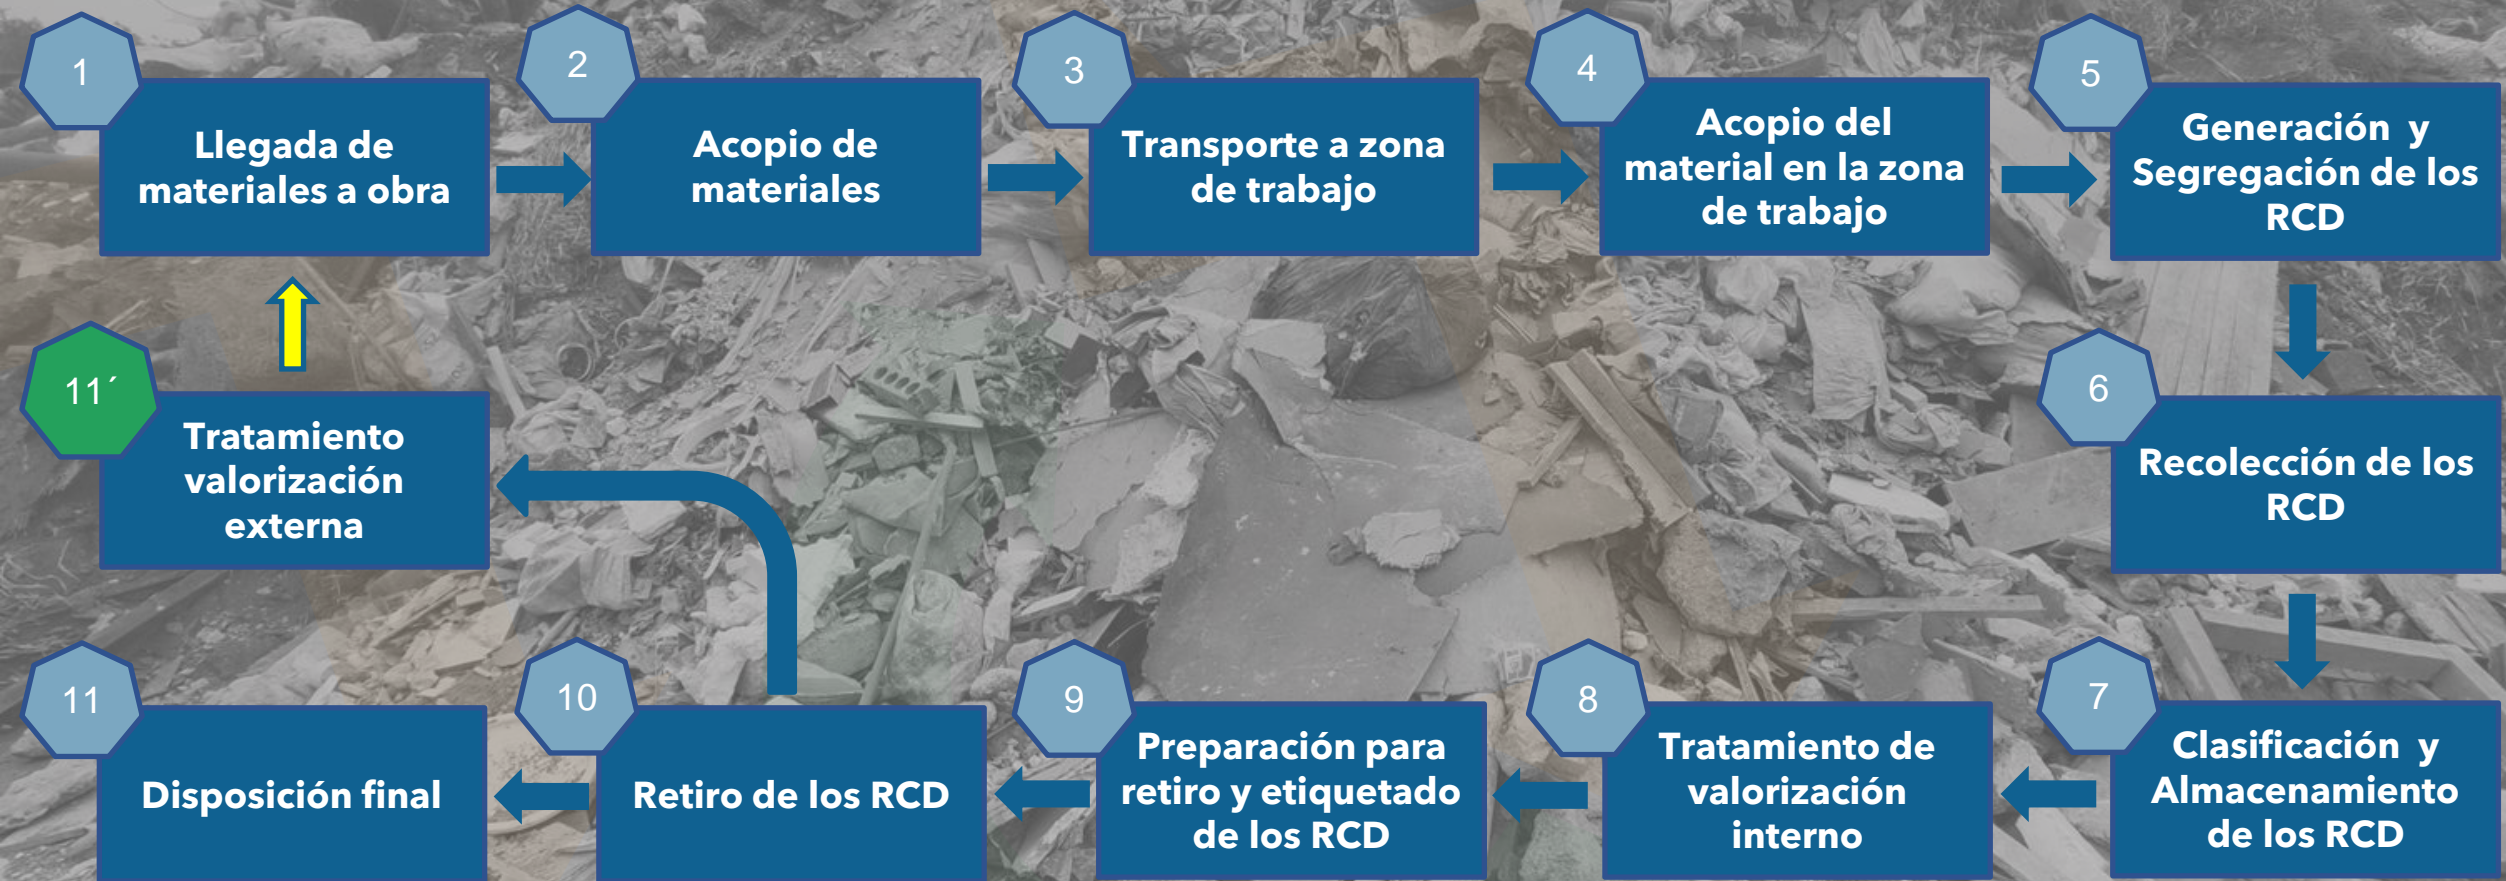 1
Llegada de
materiales a obra
2
Acopio de
materiales
3
Transporte a zona
de trabajo
4
Acopio del
material en la zona
de trabajo
5
Generación y
Segregación de los
RCD
6
Recolección de los
RCD
7
Clasificación y
Almacenamiento
de los RCD
8
Tratamiento de
valorización
interno
9
Preparación para
retiro y etiquetado
de los RCD
10
Retiro de los RCD
11
Disposición final
11´
Tratamiento
valorización
externa